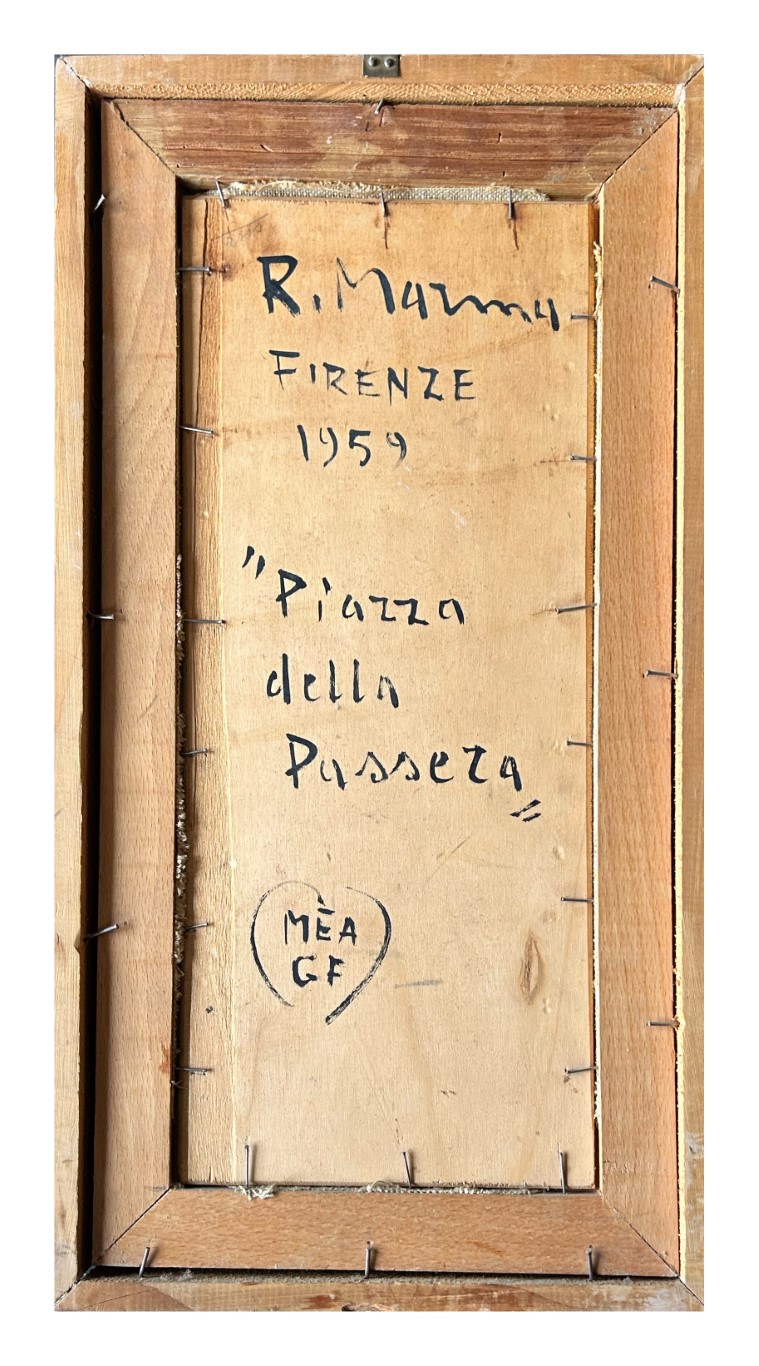 R. Marma
FIRENZE
1959
"Piazza
della
Passera"
MÈA
GF